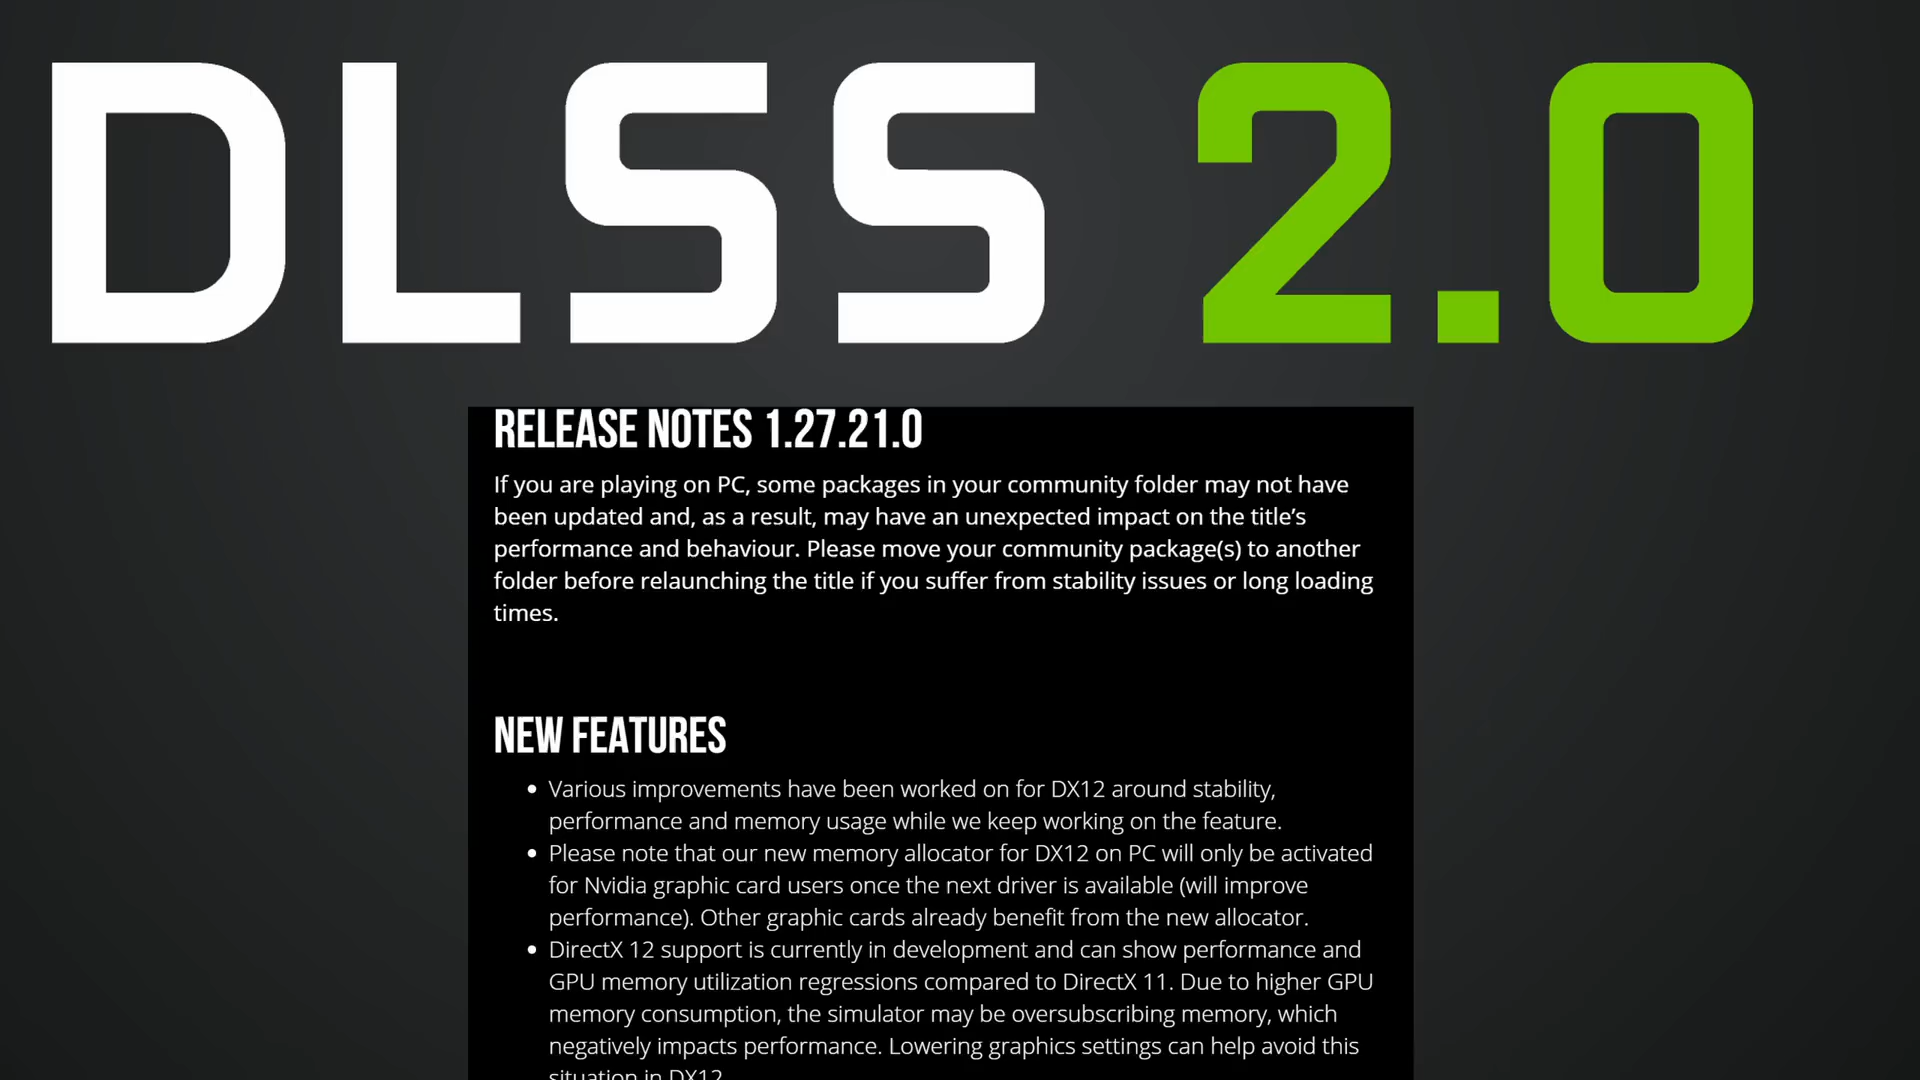 DLSS 2.0
RELEASE NOTES 1.27.21.0
If you are playing on PC, some packages in your community folder may not have
been updated and, as a result, may have an unexpected impact on the title’s
performance and behaviour. Please move your community package(s) to another
folder before relaunching the title if you suffer from stability issues or long loading
times.
NEW FEATURES
• Various improvements have been worked on for DX12 around stability,
performance and memory usage while we keep working on the feature.
• Please note that our new memory allocator for DX12 on PC will only be activated
for Nvidia graphic card users once the next driver is available (will improve
performance). Other graphic cards already benefit from the new allocator.
• DirectX 12 support is currently in development and can show performance and
GPU memory utilization regressions compared to DirectX 11. Due to higher GPU
memory consumption, the simulator may be oversubscribing memory, which
negatively impacts performance. Lowering graphics settings can help avoid this
situation in DX12